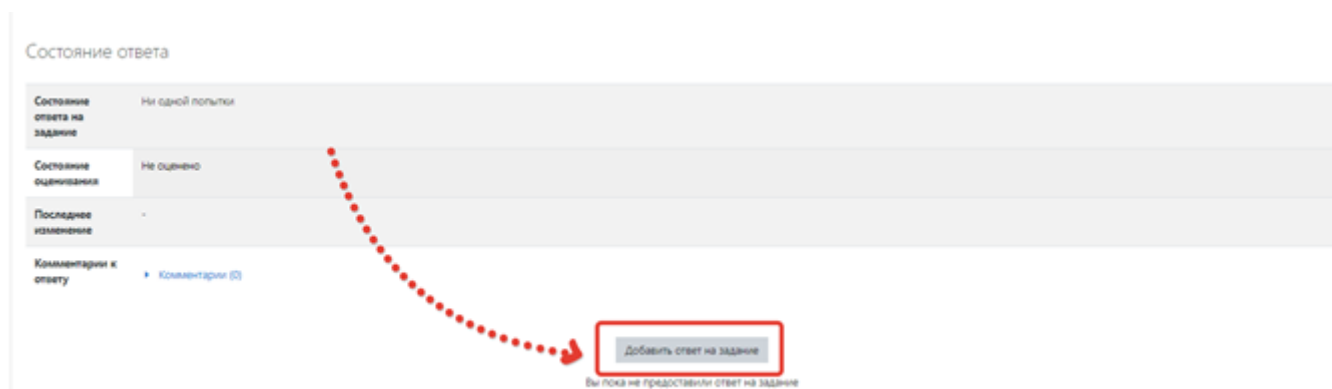 Состояние ответа
Состояние
ответа на
задание
Ни одной попытки
Состояние
оценивания
Не оценено
Последнее
изменение
-
Комментарии к
ответу
Комментарии (0)
Добавить ответ на задание
Вы пока не предоставили ответ на задание